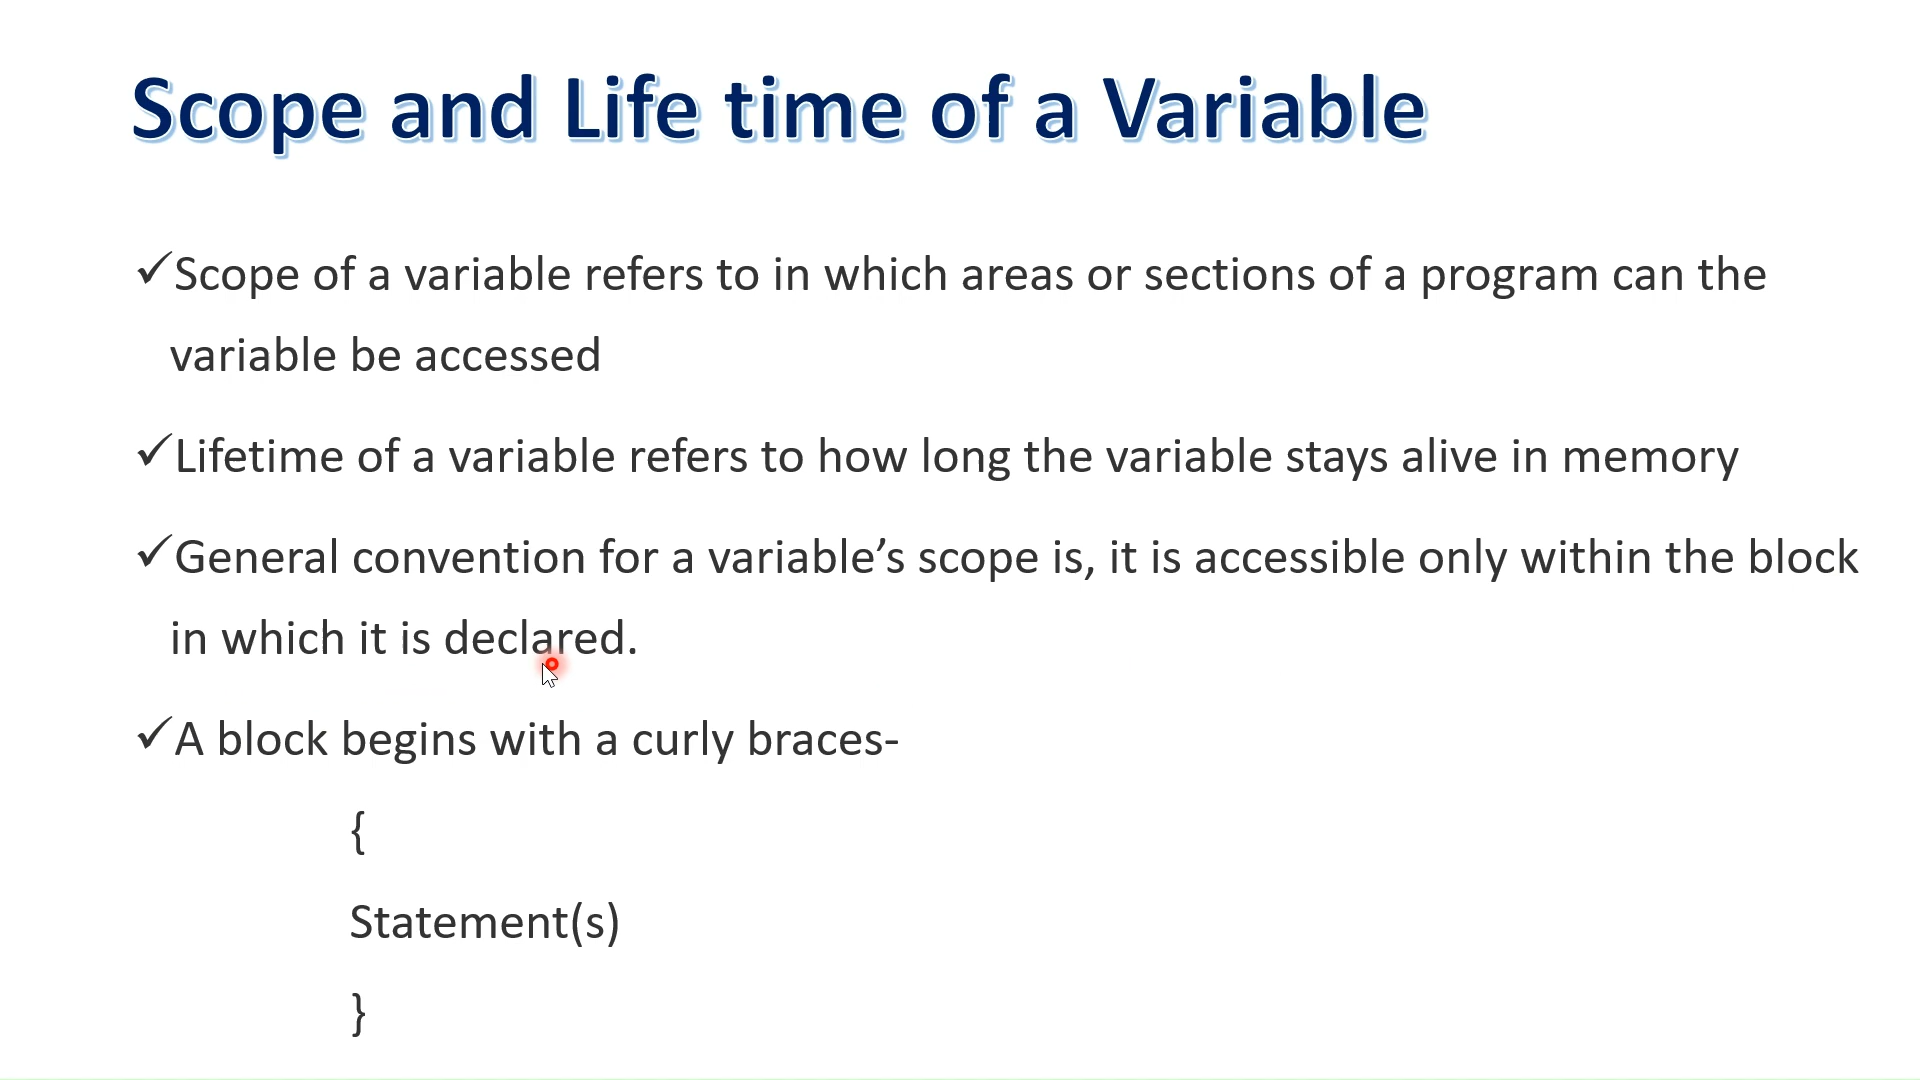 Scope and Life time of a Variable
✓Scope of a variable refers to in which areas or sections of a program can the
variable be accessed
✓Lifetime of a variable refers to how long the variable stays alive in memory
✓General convention for a variable’s scope is, it is accessible only within the block
in which it is declared.
✓A block begins with a curly braces-
{
Statement(s)
}